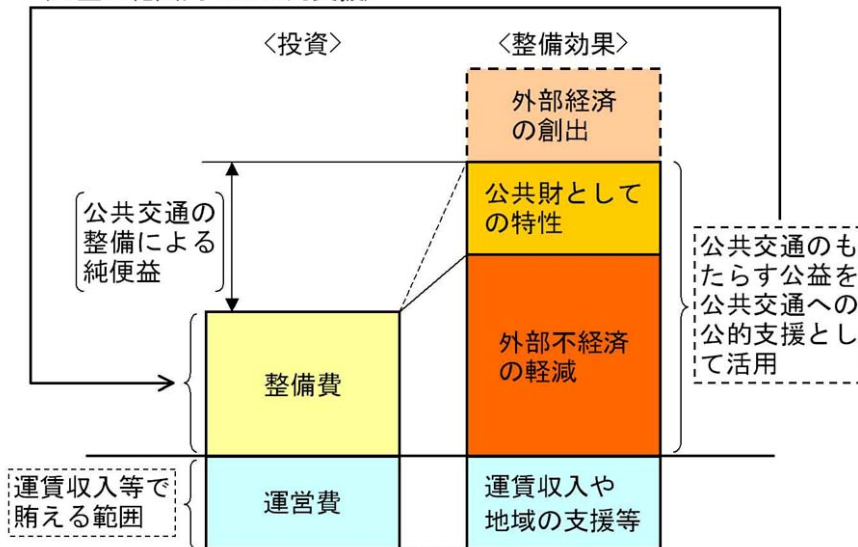 〈投資〉
〈整備効果〉
外部経済
の創出
公共財として
の特性
公共交通の
整備による
純便益
公共交通のも
たらす公益を
公共交通への
公的支援とし
て活用
外部不経済
の軽減
整備費
運賃収入等で
賄える範囲
運営費
運賃収入や
地域の支援等